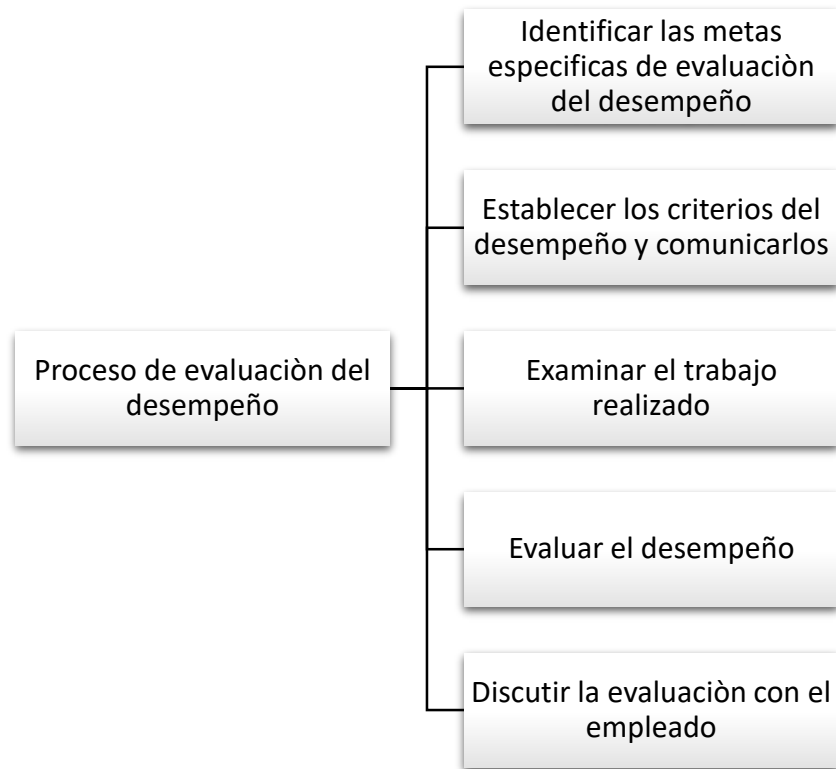 Identificar las metas
especificas de evaluaciòn
del desempeño
Establecer los criterios del
desempeño y comunicarlos
Proceso de evaluaciòn del
desempeño
Examinar el trabajo
realizado
Evaluar el desempeño
Discutir la evaluaciòn con el
empleado